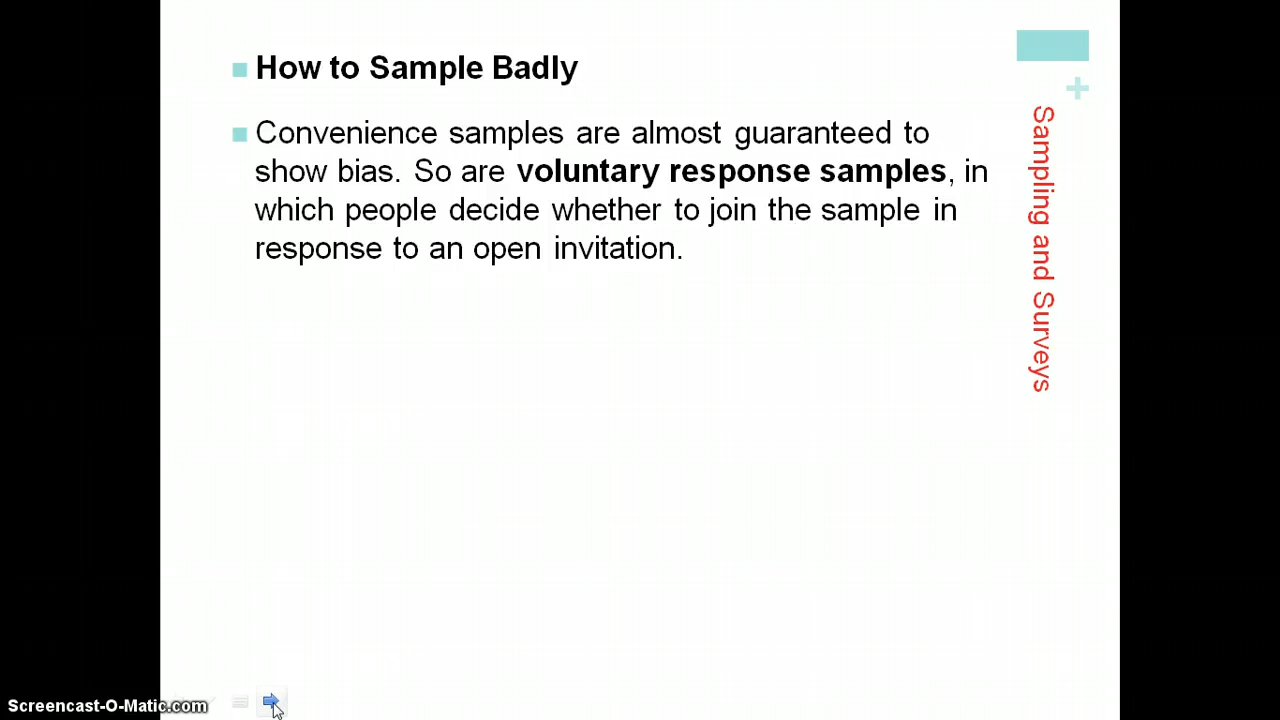 How to Sample Badly
Convenience samples are almost guaranteed to
show bias. So are voluntary response samples, in
which people decide whether to join the sample in
response to an open invitation.
+
Sampling and Surveys
Screencast-O-Matic.com